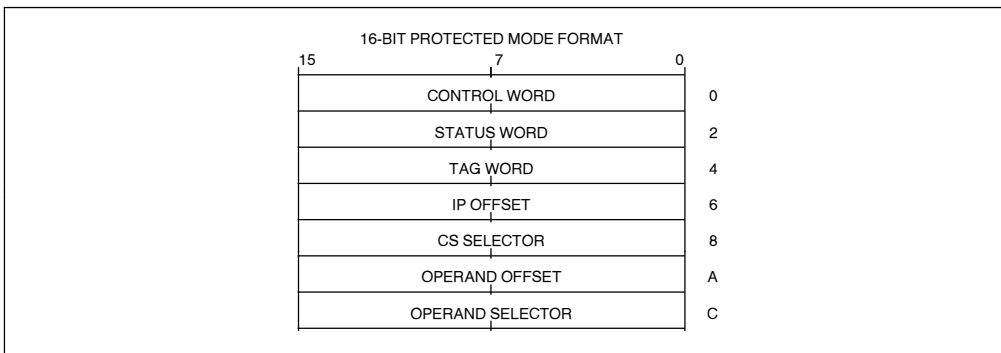 16-BIT PROTECTED MODE FORMAT
15 7 0
CONTROL WORD 0
STATUS WORD 2
TAG WORD 4
IP OFFSET 6
CS SELECTOR 8
OPERAND OFFSET A
OPERAND SELECTOR C